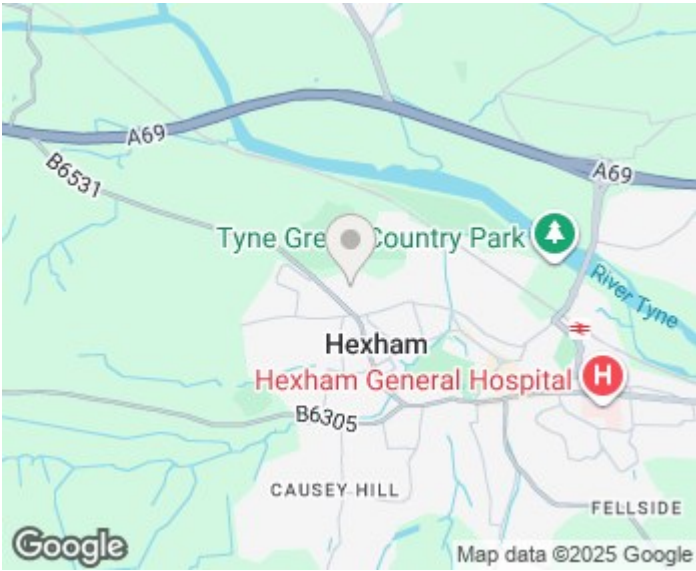 A69
A69
B6531
Tyne Gre Country Park
River Tyne
Hexham
Hexham General Hospital H
B6305
CAUSEY HILL
FELLSIDE
Google
Map data ©2025 Google